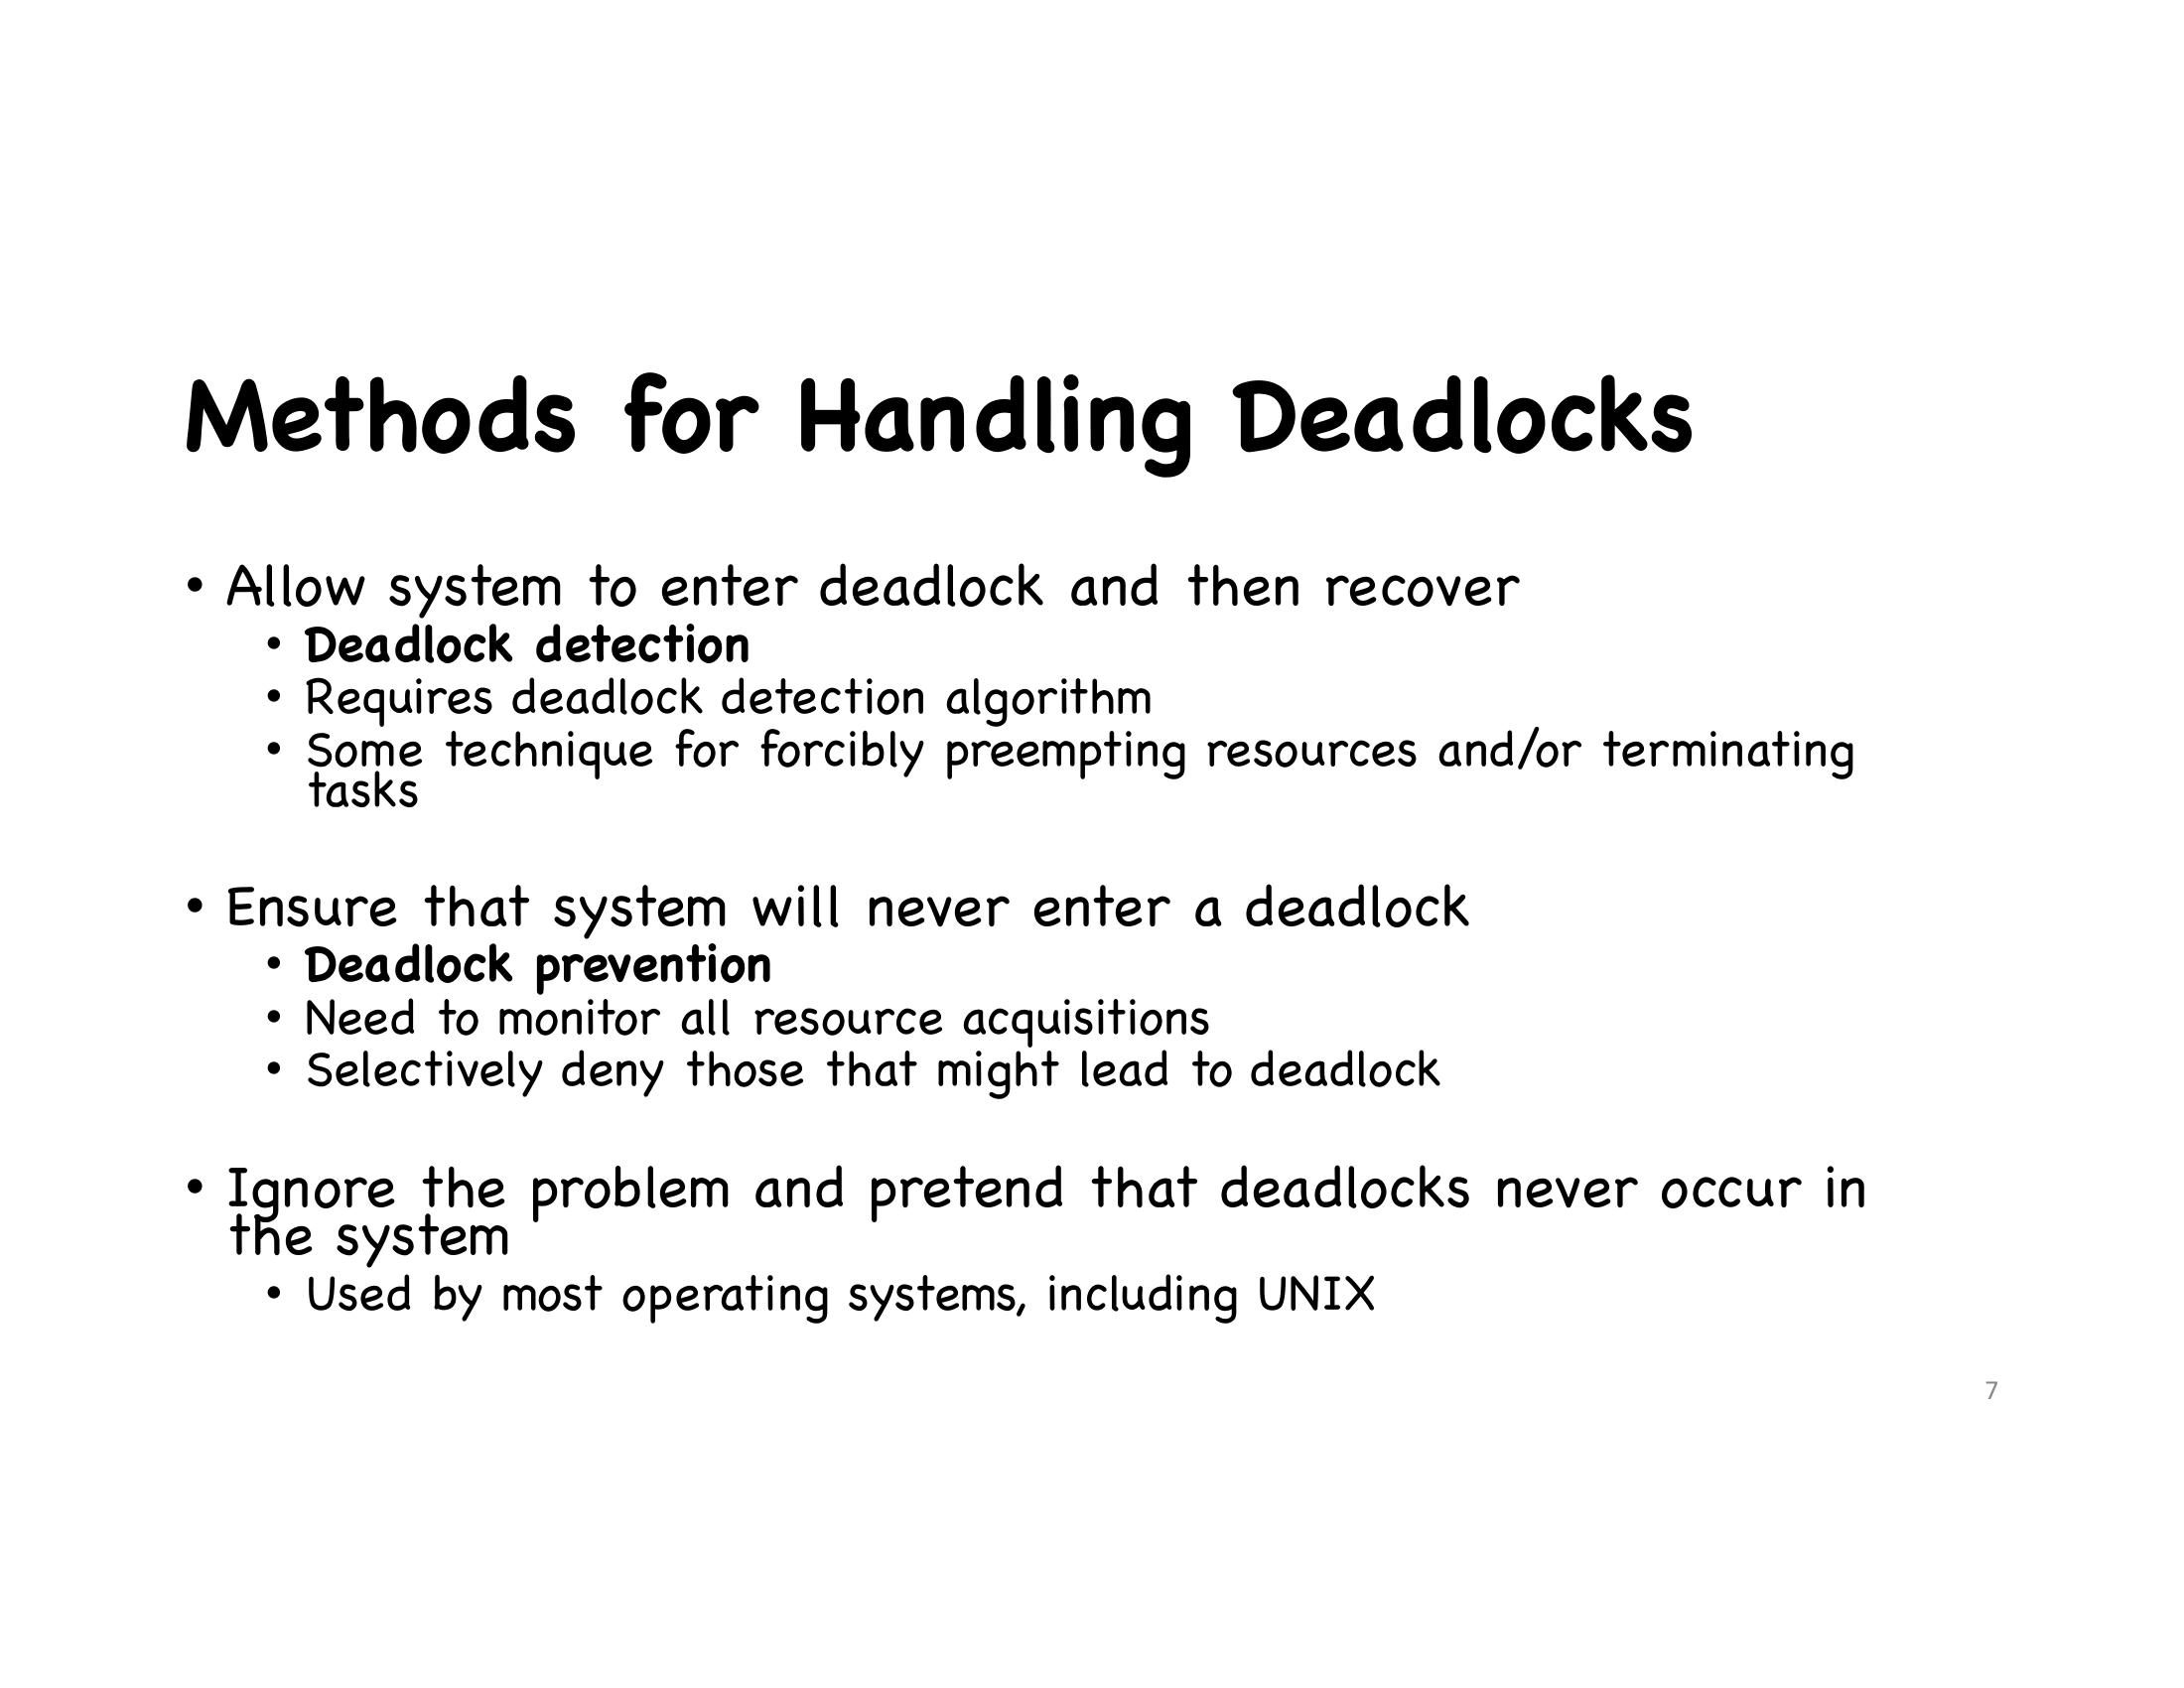 Methods for Handling Deadlocks
• Allow system to enter deadlock and then recover
• Deadlock detection
• Requires deadlock detection algorithm
• Some technique for forcibly preempting resources and/or terminating
tasks
• Ensure that system will never enter a deadlock
• Deadlock prevention
• Need to monitor all resource acquisitions
• Selectively deny those that might lead to deadlock
• Ignore the problem and pretend that deadlocks never occur in
the system
• Used by most operating systems, including UNIX
7